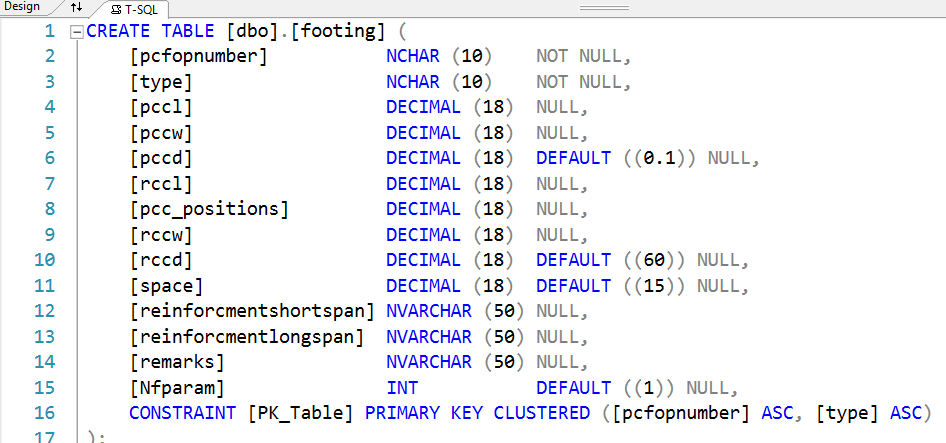 Design T-SQL
1 CREATE TABLE [dbo].[footing] (
2 [pcfopnumber] NCHAR (10) NOT NULL,
3 [type] NCHAR (10) NOT NULL,
4 [pccl] DECIMAL (18) NULL,
5 [pccw] DECIMAL (18) NULL,
6 [pccd] DECIMAL (18) DEFAULT ((0.1)) NULL,
7 [rccl] DECIMAL (18) NULL,
8 [pcc_positions] DECIMAL (18) NULL,
9 [rccw] DECIMAL (18) NULL,
10 [rccd] DECIMAL (18) DEFAULT ((60)) NULL,
11 [space] DECIMAL (18) DEFAULT ((15)) NULL,
12 [reinforcmentshortspan] NVARCHAR (50) NULL,
13 [reinforcmentlongspan] NVARCHAR (50) NULL,
14 [remarks] NVARCHAR (50) NULL,
15 [Nfparam] INT DEFAULT ((1)) NULL,
16 CONSTRAINT [PK_Table] PRIMARY KEY CLUSTERED ([pcfopnumber] ASC, [type] ASC)
17 );